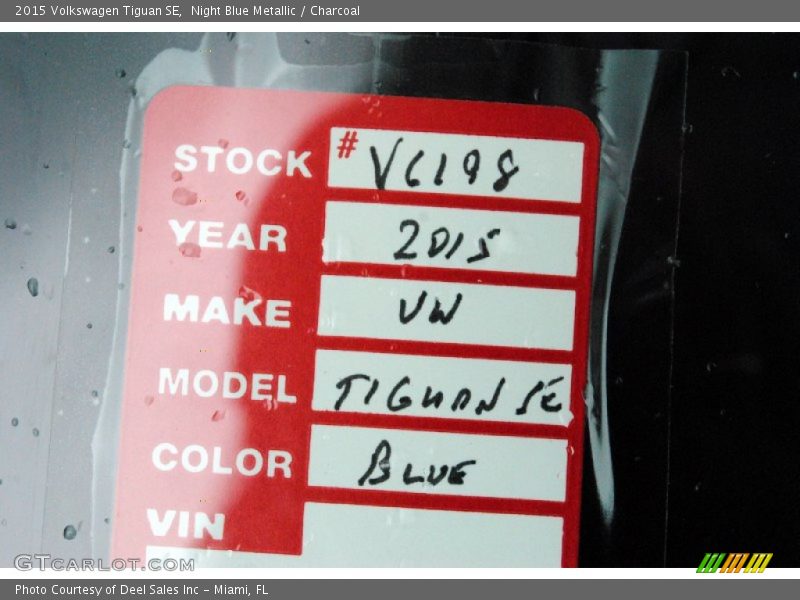 2015 Volkswagen Tiguan SE, Night Blue Metallic / Charcoal
STOCK # VC198
YEAR 2015
MAKE VW
MODEL TIGUAN SE
COLOR BLUE
VIN
GTcarlot.com
Photo Courtesy of Deel Sales Inc - Miami, FL